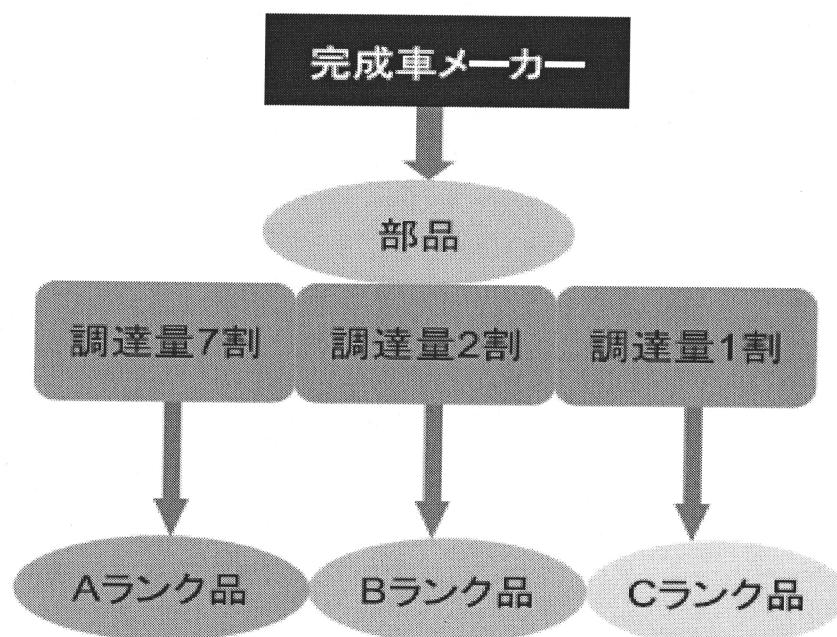 完成車メーカー
部品
調達量7割
調達量2割
調達量1割
Aランク品
Bランク品
Cランク品